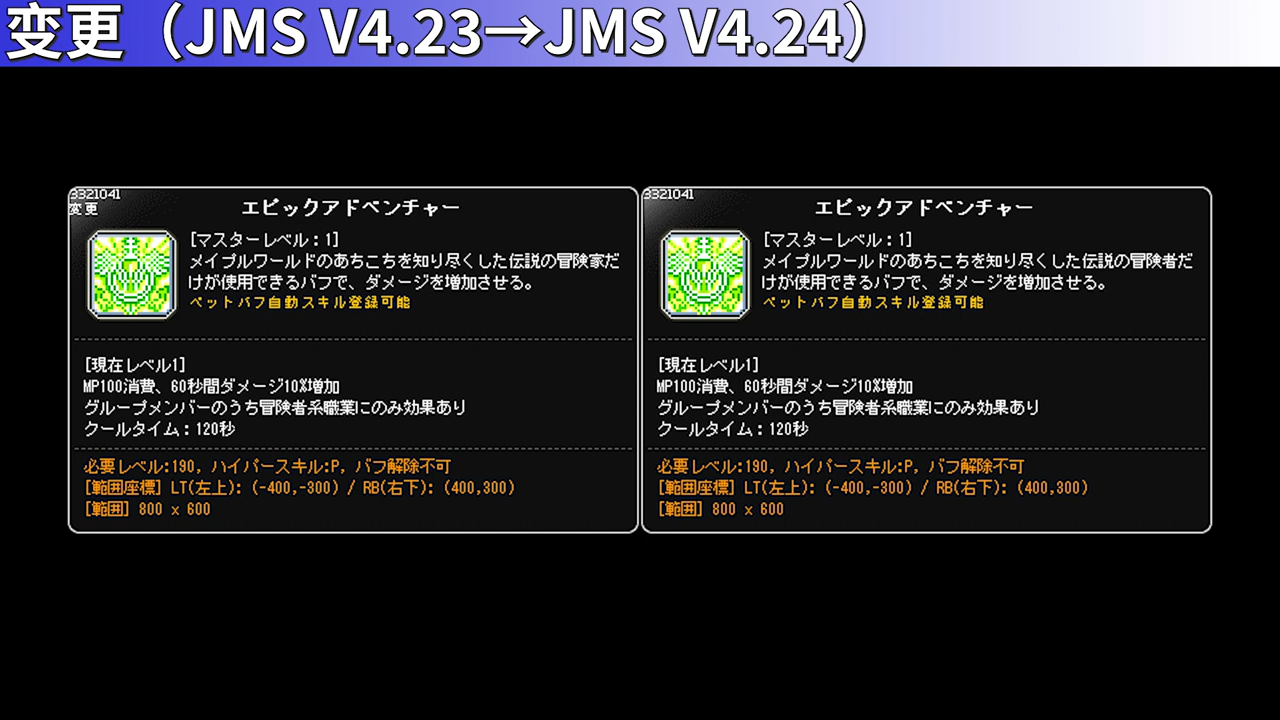 変更（JMS V4.23→JMS V4.24）
3321041
変更
エピックアドベンチャー
[マスターレベル：1]
メイプルワールドのあちこちを知り尽くした伝説の冒険家だ
けが使用できるバフで、ダメージを増加させる。
ペットバフ自動スキル登録可能
[現在レベル1]
MP100消費、60秒間ダメージ10%増加
グループメンバーのうち冒険者系職業にのみ効果あり
クールタイム：120秒
必要レベル:190, ハイパースキル:P, バフ解除不可
[範囲座標] LT(左上): (-400,-300) / RB(右下): (400,300)
[範囲] 800 x 600
3321041
エピックアドベンチャー
[マスターレベル：1]
メイプルワールドのあちこちを知り尽くした伝説の冒険者だ
けが使用できるバフで、ダメージを増加させる。
ペットバフ自動スキル登録可能
[現在レベル1]
MP100消費、60秒間ダメージ10%増加
グループメンバーのうち冒険者系職業にのみ効果あり
クールタイム：120秒
必要レベル:190, ハイパースキル:P, バフ解除不可
[範囲座標] LT(左上): (-400,-300) / RB(右下): (400,300)
[範囲] 800 x 600